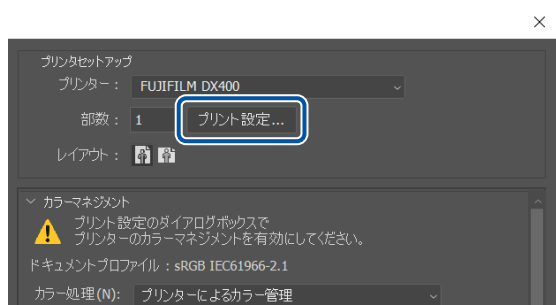 プリンタセットアップ
プリンター： FUJIFILM DX400
部数： 1 プリント設定...
レイアウト：
カラーマネジメント
プリント設定のダイアログボックスで
プリンターのカラーマネジメントを有効にしてください。
ドキュメントプロファイル：sRGB IEC61966-2.1
カラー処理(N): プリンターによるカラー管理